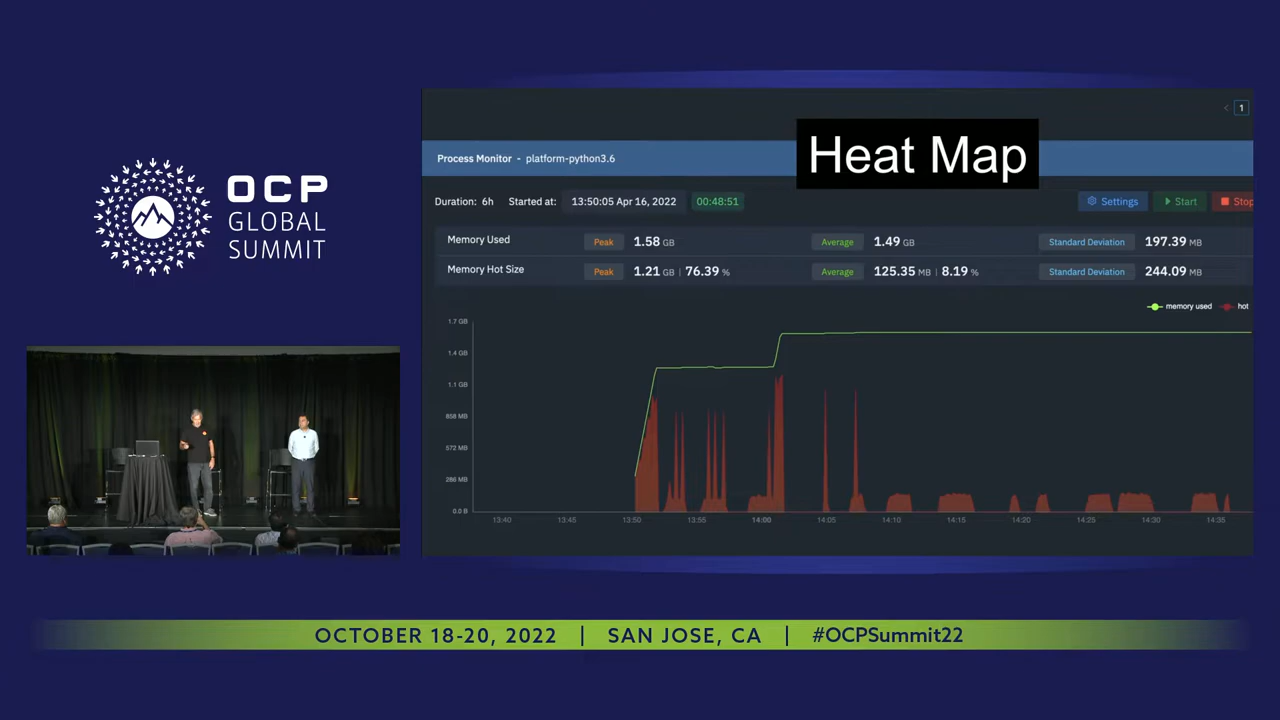 OCP
GLOBAL
SUMMIT
1
Heat Map
Process Monitor - platform-python3.6
Duration: 6h Started at: 13:50:05 Apr 16, 2022 00:48:51 Settings Start Stop
Memory Used Peak 1.58 GB Average 1.49 GB Standard Deviation 197.39 MB
Memory Hot Size Peak 1.21 GB | 76.39 % Average 125.35 MB | 8.19 % Standard Deviation 244.09 MB
memory used hot
1.7 GB
1.4 GB
1.1 GB
858 MB
572 MB
286 MB
0.0 B
13:40 13:45 13:50 13:55 14:00 14:05 14:10 14:15 14:20 14:25 14:30 14:35
OCTOBER 18-20, 2022 | SAN JOSE, CA | #OCPSummit22